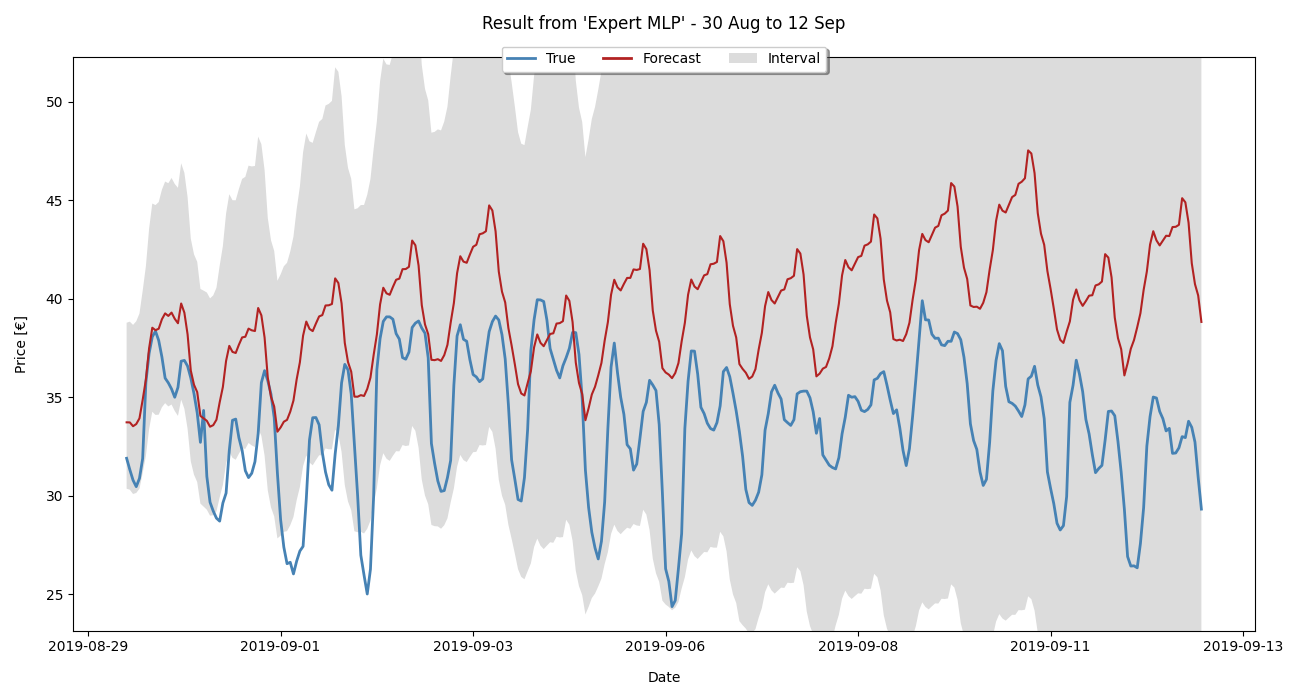 Result from 'Expert MLP' - 30 Aug to 12 Sep
True Forecast Interval
50
45
40
35
30
25
Price [€]
2019-08-29 2019-09-01 2019-09-03 2019-09-06 2019-09-08 2019-09-11 2019-09-13
Date